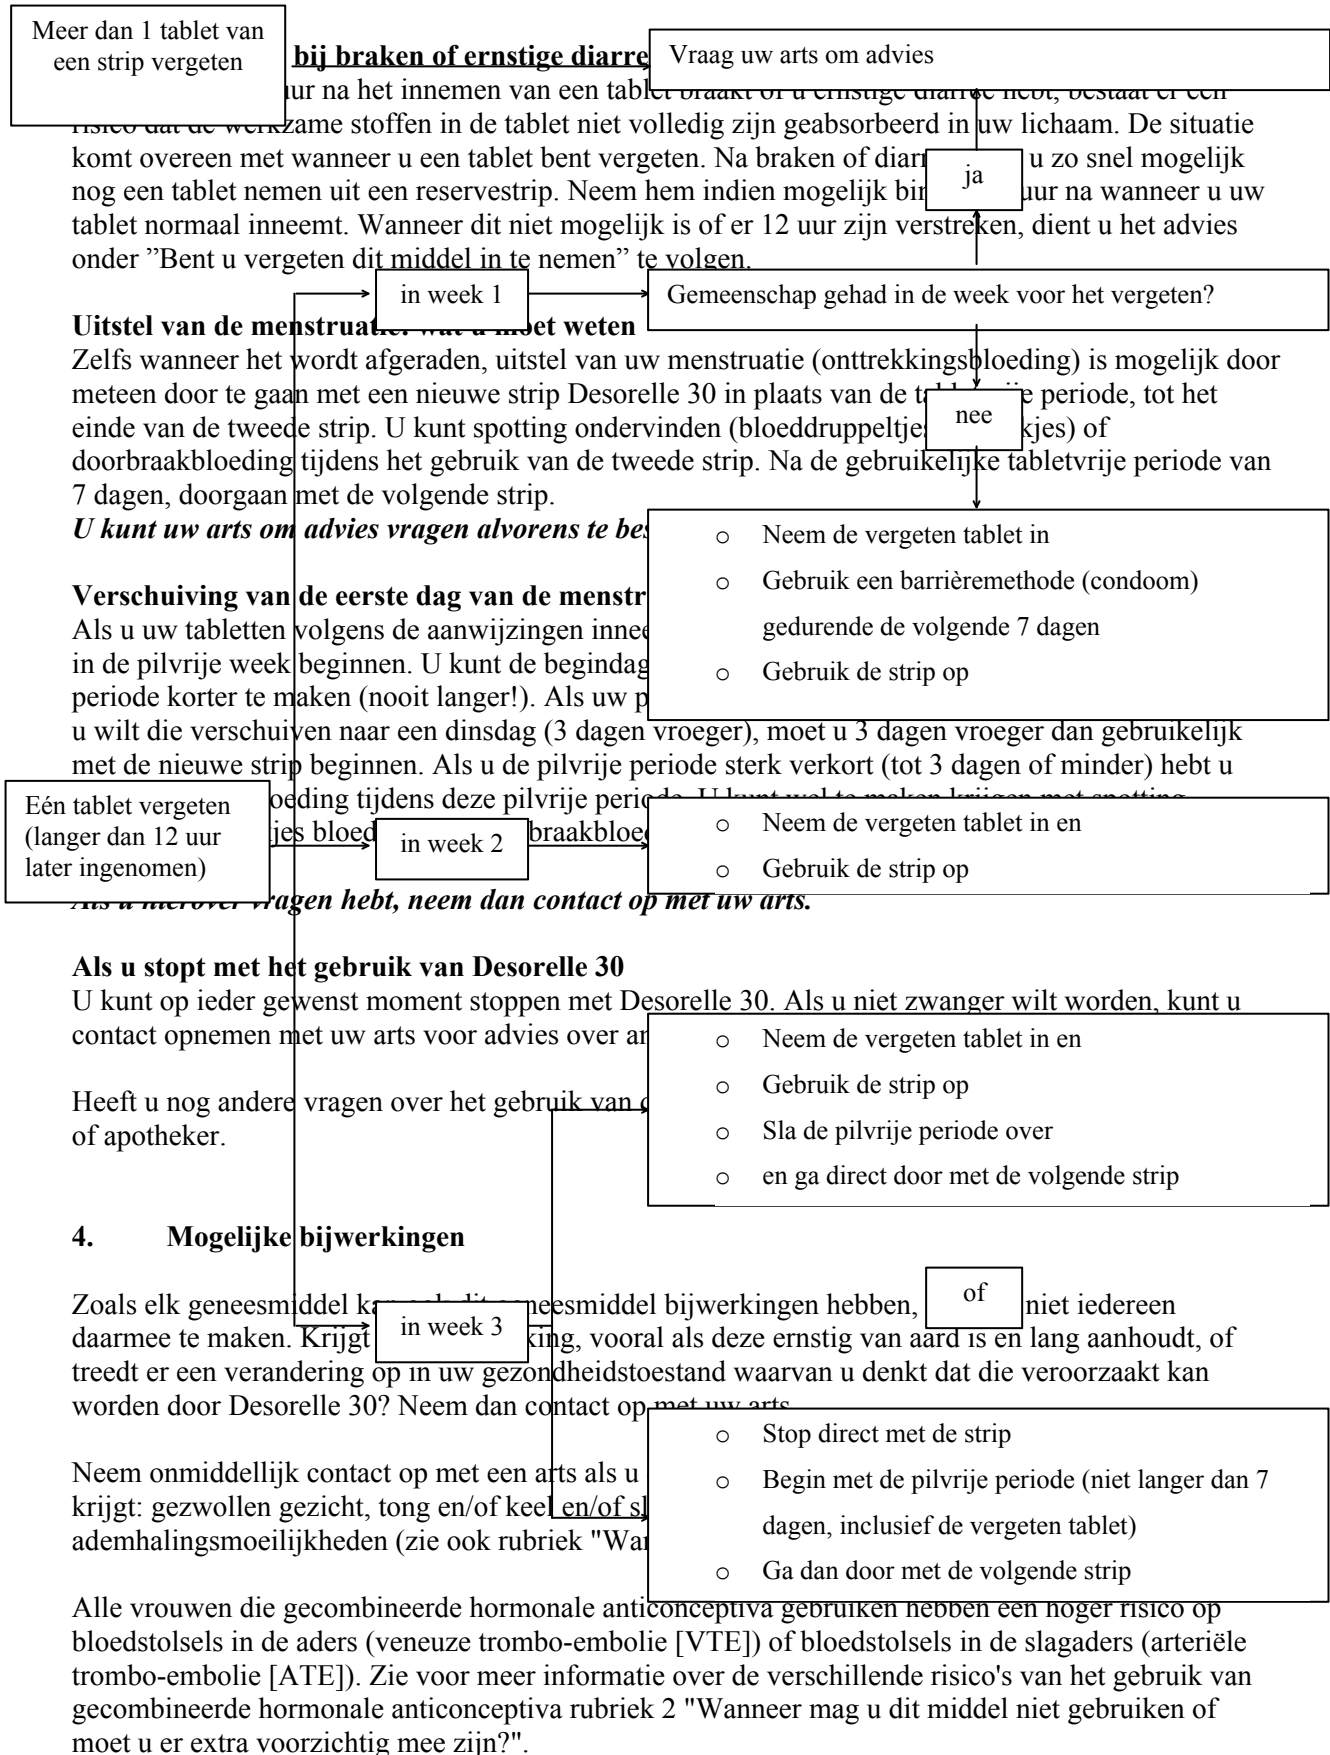 Meer dan 1 tablet van
een strip vergeten
Vraag uw arts om advies
bij braken of ernstige diarre
uur na het innemen van een tablet braakt of u ernstige diarree hebt, bestaat er een
risico dat de werkzame stoffen in de tablet niet volledig zijn geabsorbeerd in uw lichaam. De situatie
komt overeen met wanneer u een tablet bent vergeten. Na braken of diarr u zo snel mogelijk
ja
nog een tablet nemen uit een reservestrip. Neem hem indien mogelijk bin uur na wanneer u uw
tablet normaal inneemt. Wanneer dit niet mogelijk is of er 12 uur zijn verstreken, dient u het advies
onder ”Bent u vergeten dit middel in te nemen” te volgen.
in week 1
Gemeenschap gehad in de week voor het vergeten?
Uitstel van de menstruatie: wat u moet weten
Zelfs wanneer het wordt afgeraden, uitstel van uw menstruatie (onttrekkingsbloeding) is mogelijk door
meteen door te gaan met een nieuwe strip Desorelle 30 in plaats van de tabletvrije periode, tot het
nee
einde van de tweede strip. U kunt spotting ondervinden (bloeddruppeltjes kjes) of
doorbraakbloeding tijdens het gebruik van de tweede strip. Na de gebruikelijke tabletvrije periode van
7 dagen, doorgaan met de volgende strip.
U kunt uw arts om advies vragen alvorens te bes
o Neem de vergeten tablet in
o Gebruik een barrièremethode (condoom)
gedurende de volgende 7 dagen
o Gebruik de strip op
Verschuiving van de eerste dag van de menstr
Als u uw tabletten volgens de aanwijzingen innee
in de pilvrije week beginnen. U kunt de begindag
periode korter te maken (nooit langer!). Als uw p
u wilt die verschuiven naar een dinsdag (3 dagen vroeger), moet u 3 dagen vroeger dan gebruikelijk
met de nieuwe strip beginnen. Als u de pilvrije periode sterk verkort (tot 3 dagen of minder) hebt u
oeding tijdens deze pilvrije periode. U kunt wel te maken krijgen met spotting
tjes bloed braakbloed
Eén tablet vergeten
(langer dan 12 uur
later ingenomen)
in week 2
o Neem de vergeten tablet in en
o Gebruik de strip op
Als u hierover vragen hebt, neem dan contact op met uw arts.
Als u stopt met het gebruik van Desorelle 30
U kunt op ieder gewenst moment stoppen met Desorelle 30. Als u niet zwanger wilt worden, kunt u
contact opnemen met uw arts voor advies over an
o Neem de vergeten tablet in en
o Gebruik de strip op
o Sla de pilvrije periode over
o en ga direct door met de volgende strip
Heeft u nog andere vragen over het gebruik van d
of apotheker.
4. Mogelijke bijwerkingen
of
Zoals elk geneesmiddel kan ook dit geneesmiddel bijwerkingen hebben, niet iedereen
in week 3
daarmee te maken. Krijgt king, vooral als deze ernstig van aard is en lang aanhoudt, of
treedt er een verandering op in uw gezondheidstoestand waarvan u denkt dat die veroorzaakt kan
worden door Desorelle 30? Neem dan contact op met uw arts
o Stop direct met de strip
o Begin met de pilvrije periode (niet langer dan 7
dagen, inclusief de vergeten tablet)
o Ga dan door met de volgende strip
Neem onmiddellijk contact op met een arts als u
krijgt: gezwollen gezicht, tong en/of keel en/of sl
ademhalingsmoeilijkheden (zie ook rubriek "Wan
Alle vrouwen die gecombineerde hormonale anticonceptiva gebruiken hebben een hoger risico op
bloedstolsels in de aders (veneuze trombo-embolie [VTE]) of bloedstolsels in de slagaders (arteriële
trombo-embolie [ATE]). Zie voor meer informatie over de verschillende risico's van het gebruik van
gecombineerde hormonale anticonceptiva rubriek 2 "Wanneer mag u dit middel niet gebruiken of
moet u er extra voorzichtig mee zijn?".